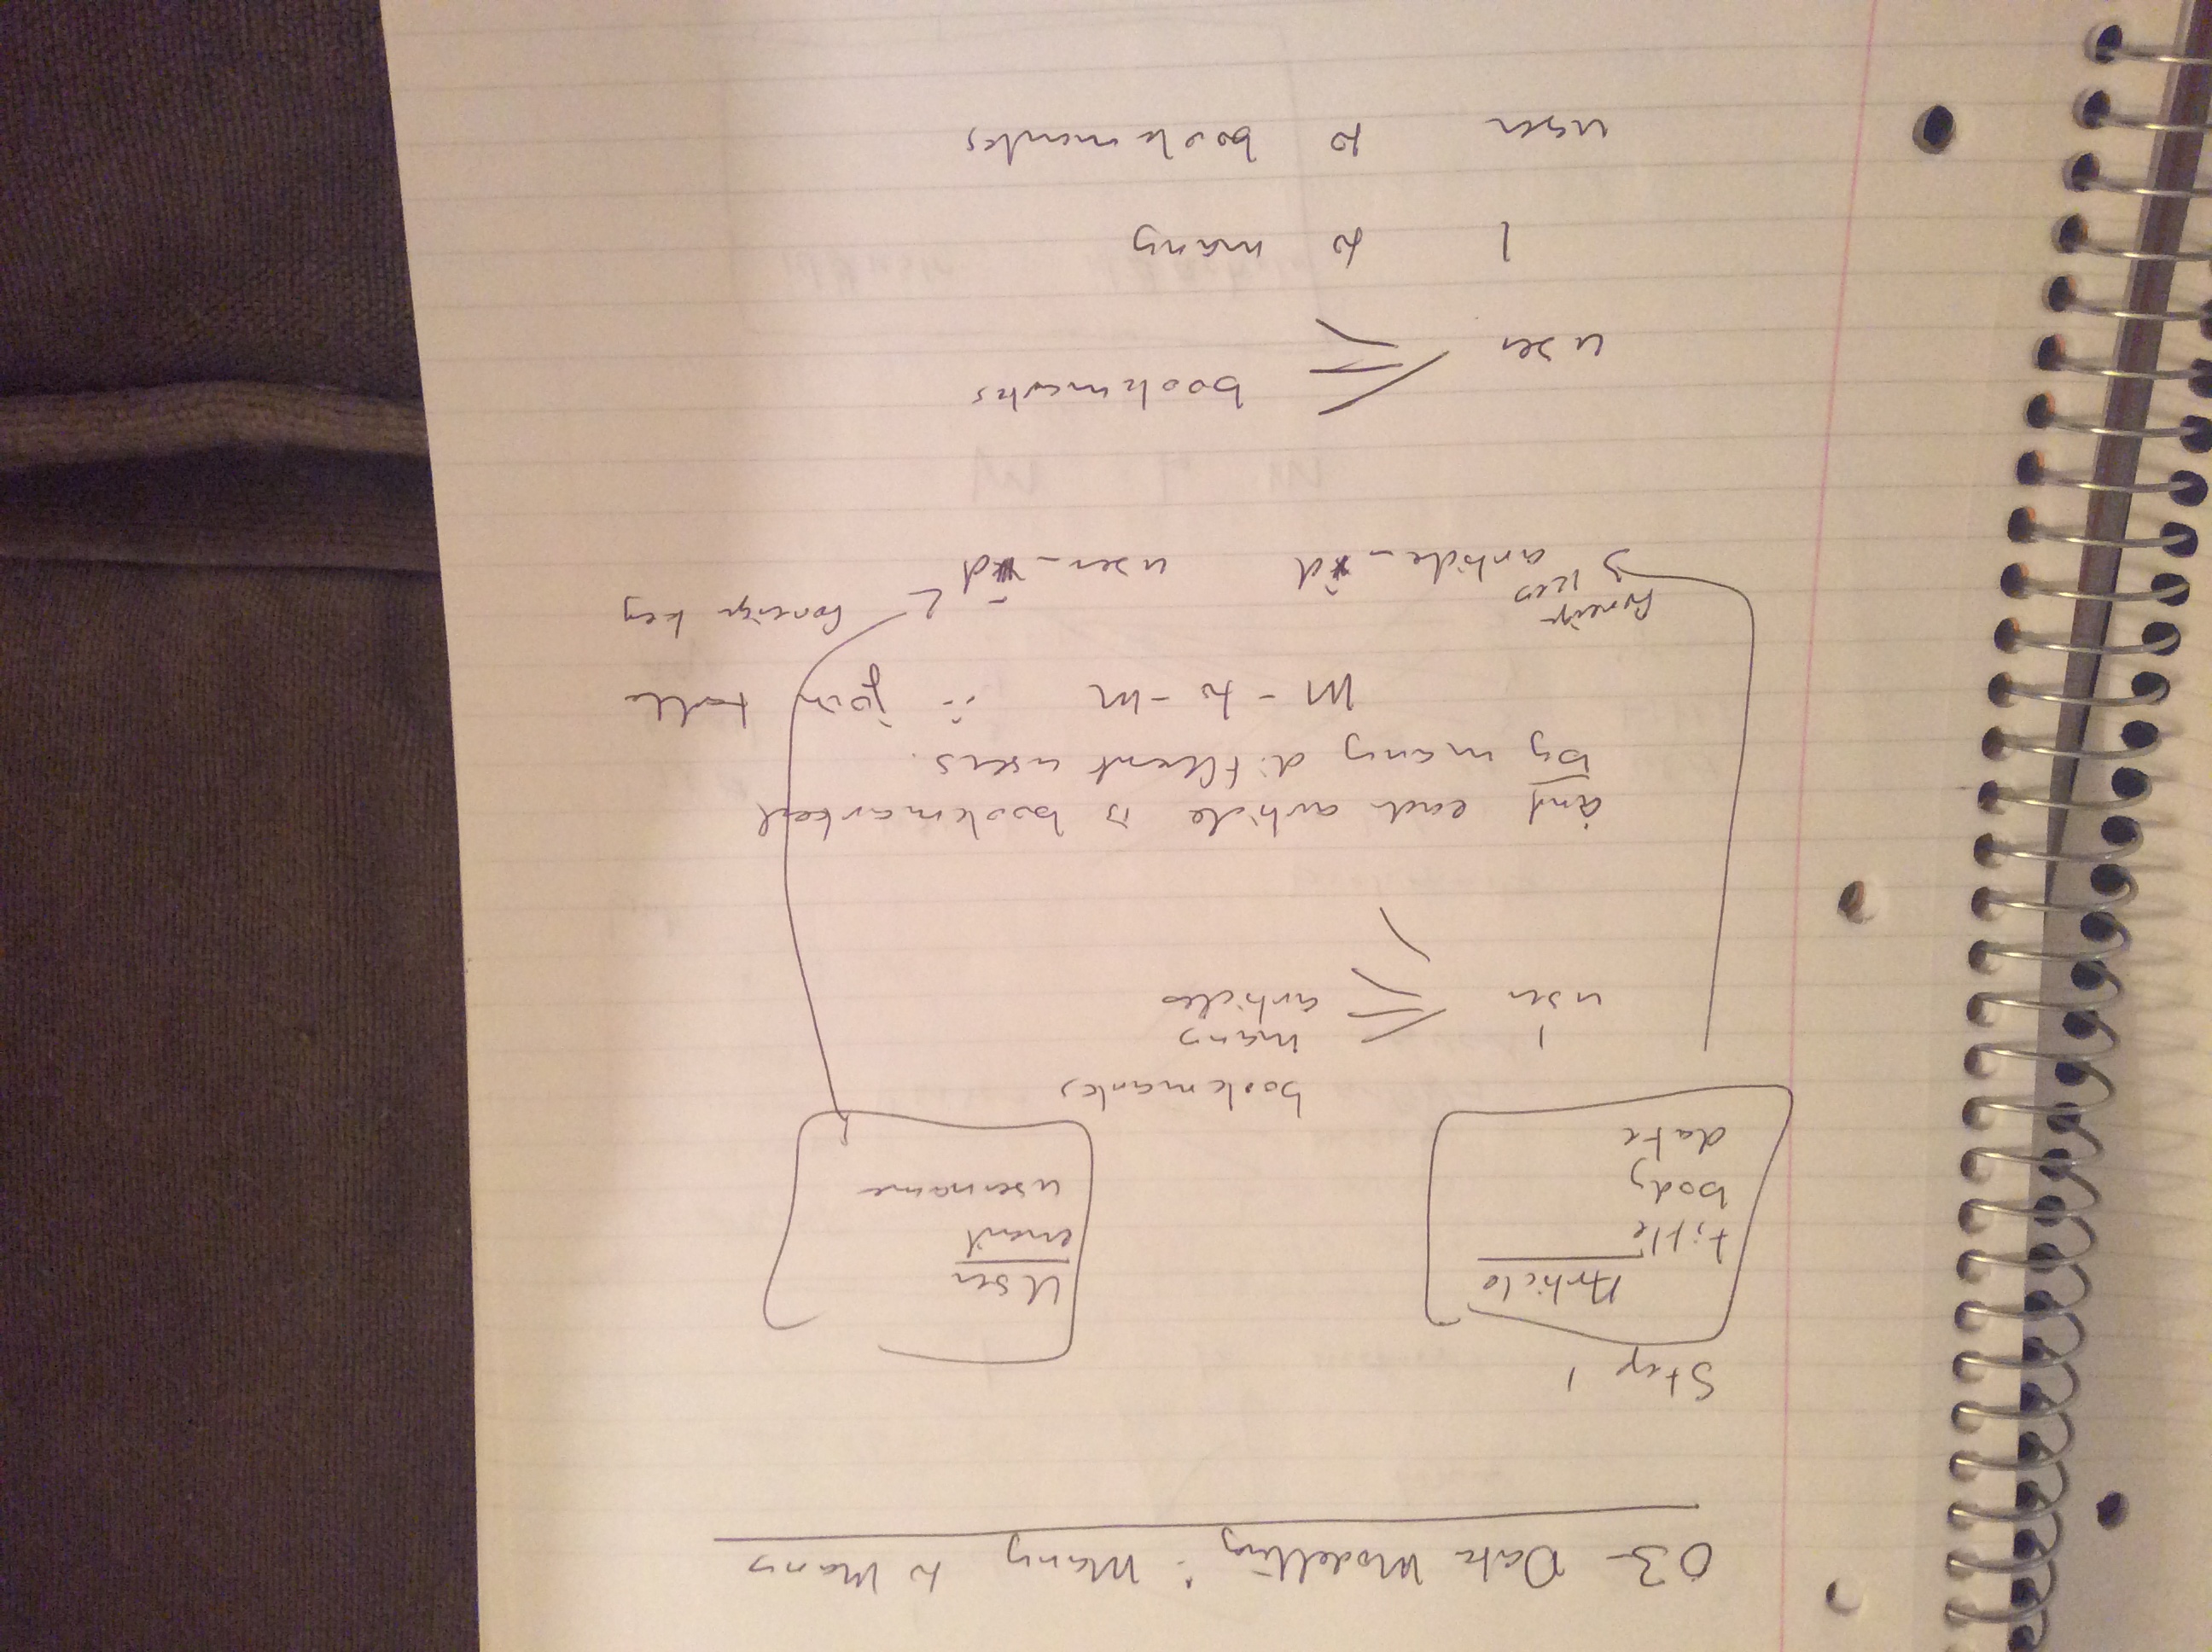 03- Data Modelling: Many to Many
Step 1
Article
title
body
date
User
email
username
1 user
bookmarks
many
articles
and each article is bookmarked
by many different users.
m-to-m ∴ join table
foreign
key
article_id
user_id
foreign key
user bookmarks
1 to many
user to bookmarks